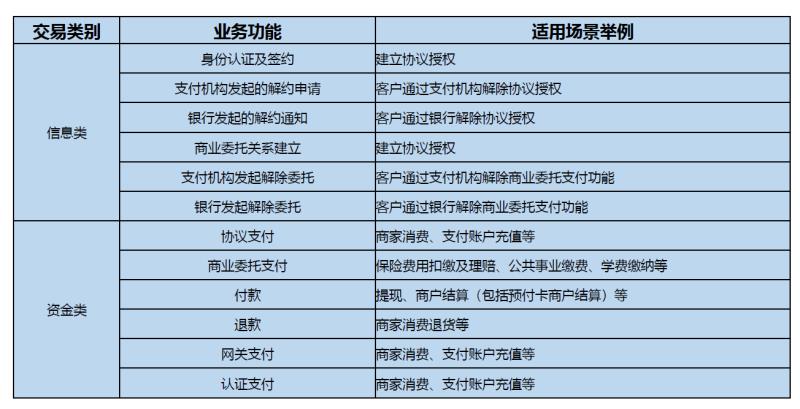 交易类别 业务功能 适用场景举例
身份认证及签约 建立协议授权
支付机构发起的解约申请 客户通过支付机构解除协议授权
银行发起的解约通知 客户通过银行解除协议授权
信息类
商业委托关系建立 建立协议授权
支付机构发起解除委托 客户通过支付机构解除商业委托支付功能
银行发起解除委托 客户通过银行解除商业委托支付功能
协议支付 商家消费、支付账户充值等
商业委托支付 保险费用扣缴及理赔、公共事业缴费、学费缴纳等
付款 提现、商户结算（包括预付卡商户结算）等
资金类
退款 商家消费退货等
网关支付 商家消费、支付账户充值等
认证支付 商家消费、支付账户充值等